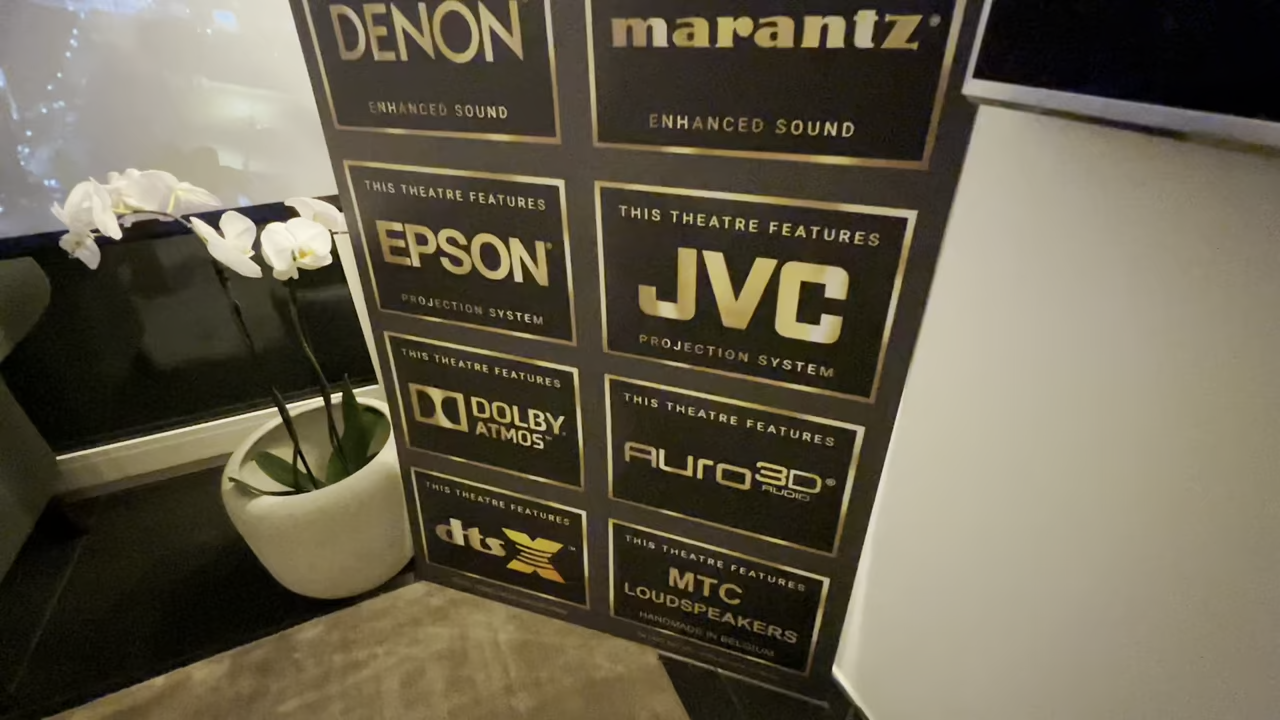 DENON
ENHANCED SOUND
marantz®
ENHANCED SOUND
THIS THEATRE FEATURES
EPSON®
PROJECTION SYSTEM
THIS THEATRE FEATURES
JVC
PROJECTION SYSTEM
THIS THEATRE FEATURES
DOLBY
ATMOS™
THIS THEATRE FEATURES
AURO3D®
AUDIO
THIS THEATRE FEATURES
dtsX™
THIS THEATRE FEATURES
MTC
LOUDSPEAKERS
HANDMADE IN BELGIUM